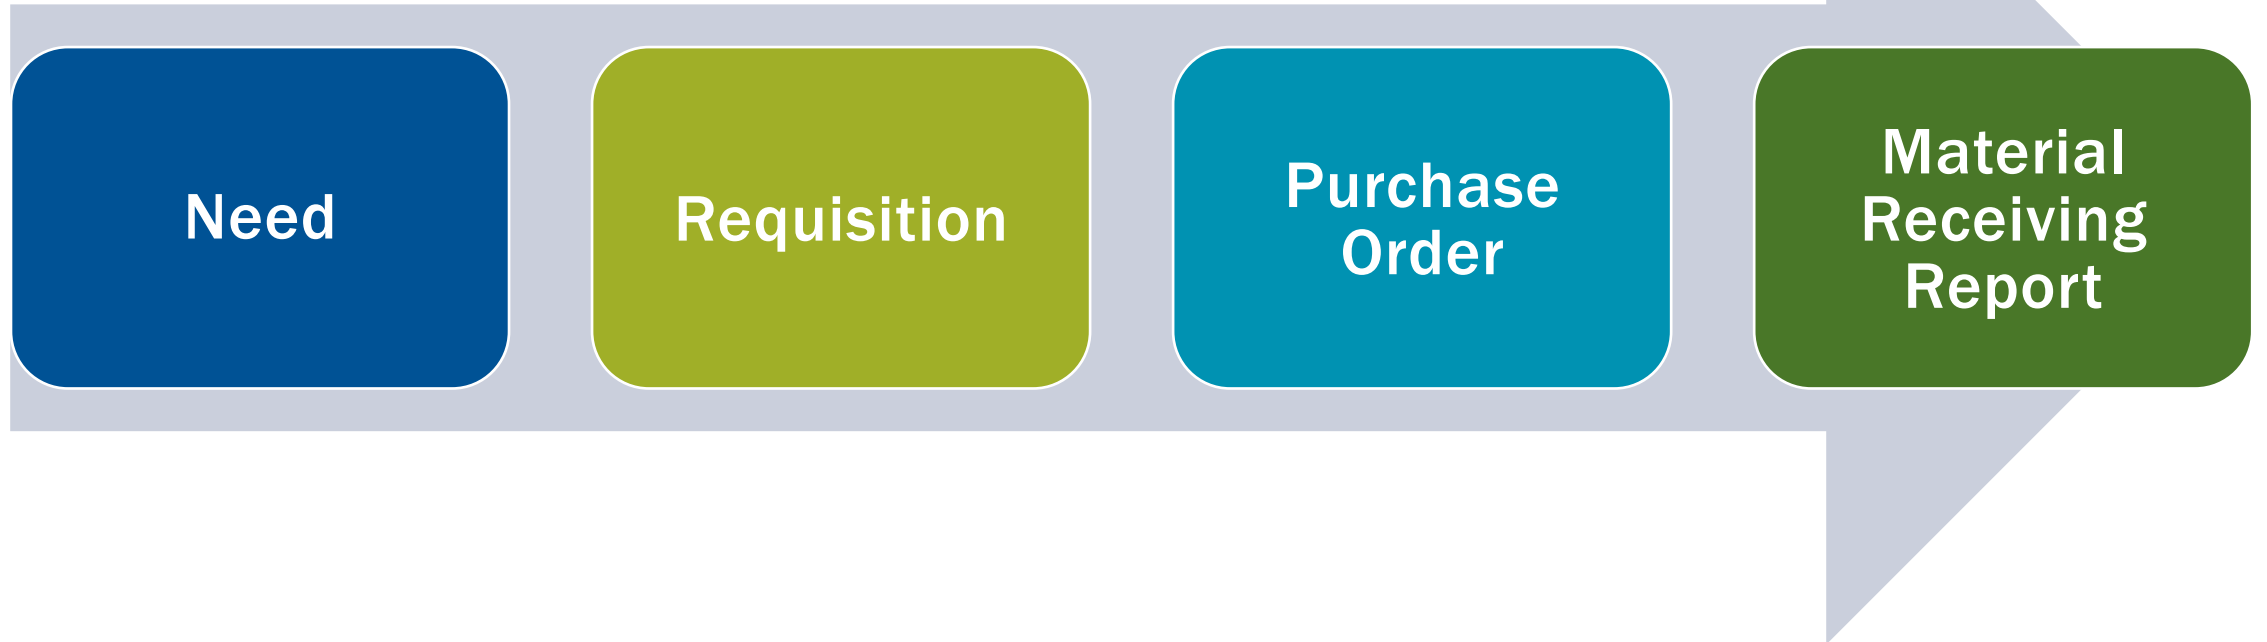 Need
Requisition
Purchase
Order
Material
Receiving
Report